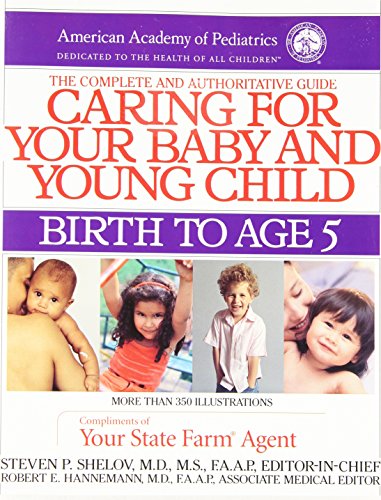 American Academy of Pediatrics
DEDICATED TO THE HEALTH OF ALL CHILDREN™
THE COMPLETE AND AUTHORITATIVE GUIDE
CARING FOR
YOUR BABY AND
YOUNG CHILD
BIRTH TO AGE 5
MORE THAN 350 ILLUSTRATIONS
Compliments of
Your State Farm® Agent
STEVEN P. SHELOV, M.D., M.S., F.A.A.P., EDITOR-IN-CHIEF
ROBERT E. HANNEMANN, M.D., F.A.A.P., ASSOCIATE MEDICAL EDITOR